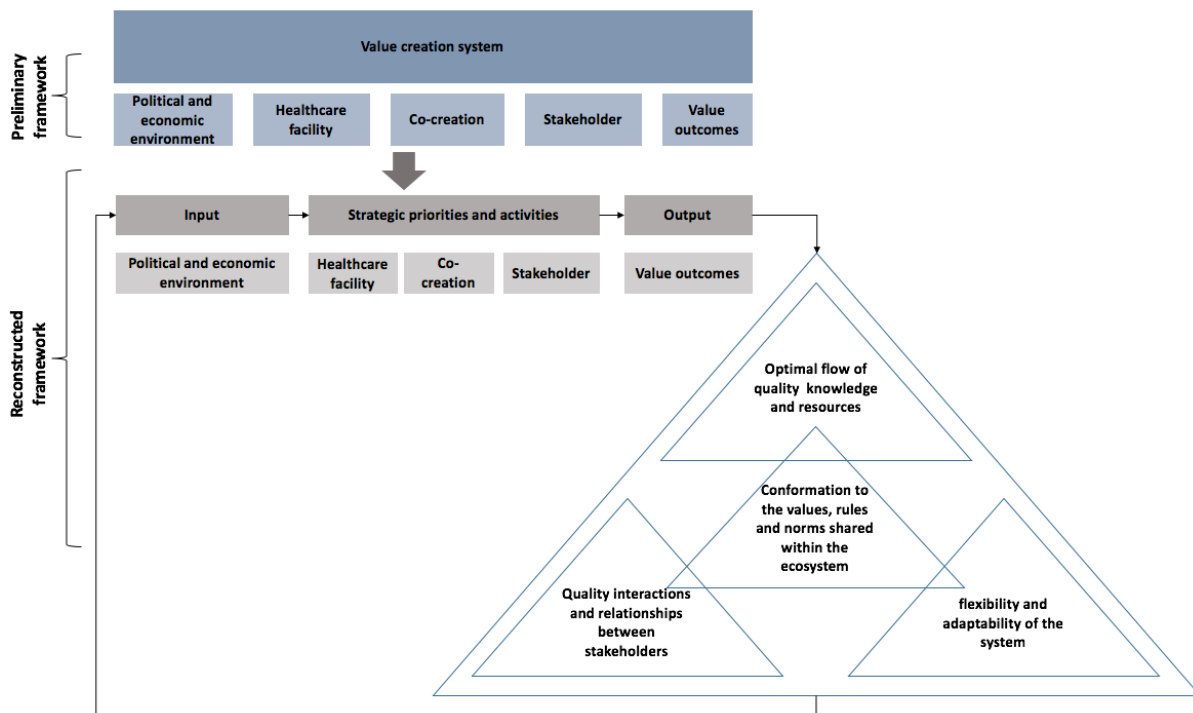 Preliminary
framework
Value creation system
Political and
economic
environment
Healthcare
facility
Co-creation
Stakeholder
Value
outcomes
Reconstructed
framework
Input
Strategic priorities and activities
Output
Political and economic
environment
Healthcare
facility
Co-
creation
Stakeholder
Value outcomes
Optimal flow of
quality knowledge
and resources
Conformation to
the values, rules
and norms shared
within the
ecosystem
Quality interactions
and relationships
between
stakeholders
flexibility and
adaptability of the
system